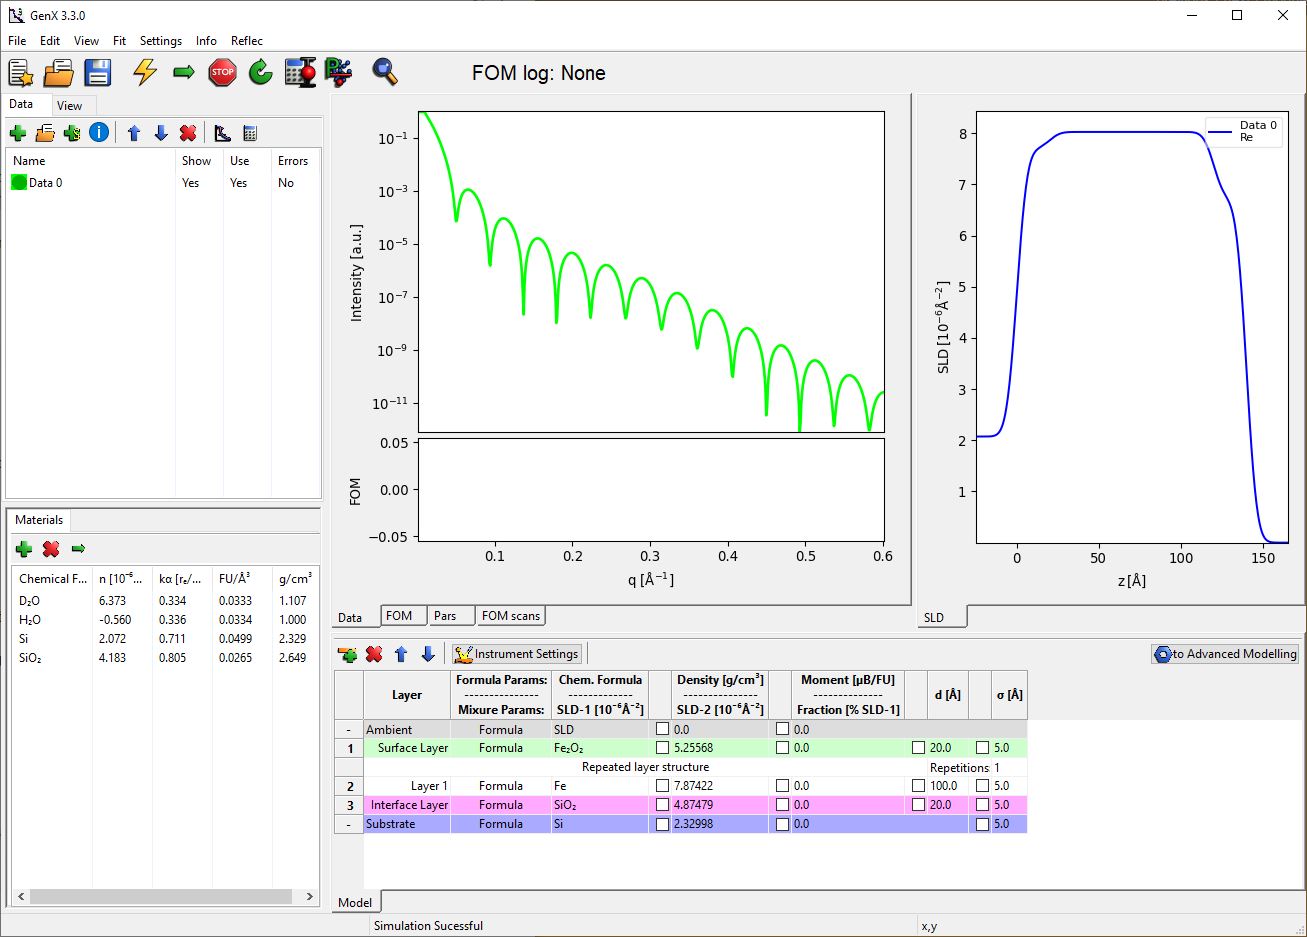 GenX 3.3.0
File Edit View Fit Settings Info Reflec
STOP
FOM log: None
Data View
Name Show Use Errors
Data 0 Yes Yes No
Materials
Chemical F... n [10⁻⁶... kα [rₑ/... FU/Å³ g/cm³
D₂O 6.373 0.334 0.0333 1.107
H₂O -0.560 0.336 0.0334 1.000
Si 2.072 0.711 0.0499 2.329
SiO₂ 4.183 0.805 0.0265 2.649
Intensity [a.u.]
10⁻¹
10⁻³
10⁻⁵
10⁻⁷
10⁻⁹
10⁻¹¹
FOM
0.05
0.00
−0.05
0.1 0.2 0.3 0.4 0.5 0.6
q [Å⁻¹]
Data FOM Pars FOM scans
Data 0
Re
SLD [10⁻⁶Å⁻²]
8
7
6
5
4
3
2
1
0 50 100 150
z [Å]
SLD
Instrument Settings to Advanced Modelling
Layer Formula Params: Chem. Formula Density [g/cm³] Moment [µB/FU] d [Å] σ [Å]
--------------- ------------- -------------- --------------
Mixure Params: SLD-1 [10⁻⁶Å⁻²] SLD-2 [10⁻⁶Å⁻²] Fraction [% SLD-1]
- Ambient Formula SLD 0.0 0.0
1 Surface Layer Formula Fe₂O₂ 5.25568 0.0 20.0 5.0
Repeated layer structure Repetitions: 1
2 Layer 1 Formula Fe 7.87422 0.0 100.0 5.0
3 Interface Layer Formula SiO₂ 4.87479 0.0 20.0 5.0
- Substrate Formula Si 2.32998 0.0 5.0
Model
Simulation Sucessful x,y